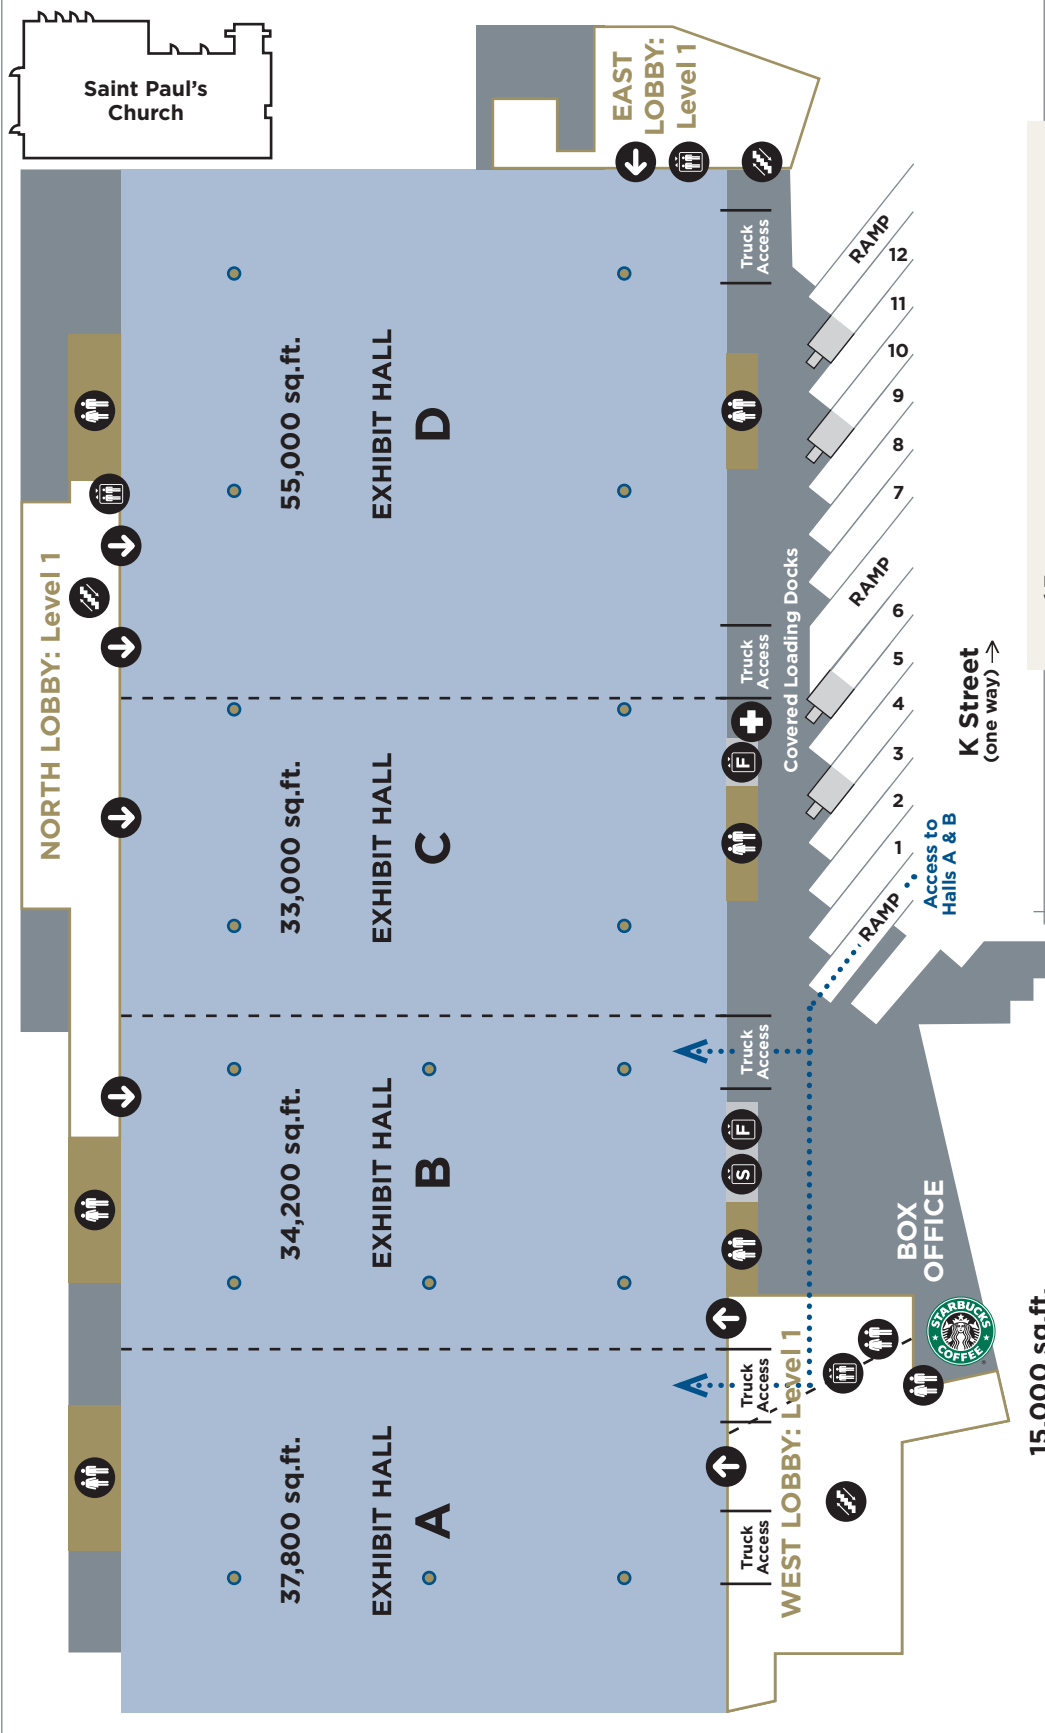 Saint Paul's
Church
EAST
LOBBY:
Level 1
NORTH LOBBY: Level 1
55,000 sq.ft.
EXHIBIT HALL
D
33,000 sq.ft.
EXHIBIT HALL
C
34,200 sq.ft.
EXHIBIT HALL
B
37,800 sq.ft.
EXHIBIT HALL
A
Truck
Access
Truck
Access
Truck
Access
Truck
Access
Truck
Access
F
F
S
Covered Loading Docks
RAMP
12
11
10
9
8
7
RAMP
6
5
4
3
2
1
RAMP
Access to
Halls A & B
K Street
(one way)
BOX
OFFICE
STARBUCKS
COFFEE
WEST LOBBY: Level 1
15,000 sq.ft.